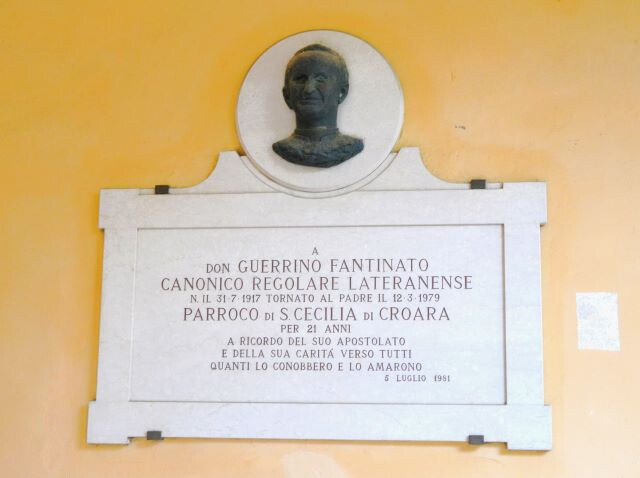 A
DON GUERRINO FANTINATO
CANONICO REGOLARE LATERANENSE
N. IL 31·7·1917 TORNATO AL PADRE IL 12·3·1979
PARROCO DI S. CECILIA DI CROARA
PER 21 ANNI
A RICORDO DEL SUO APOSTOLATO
E DELLA SUA CARITÁ VERSO TUTTI
QUANTI LO CONOBBERO E LO AMARONO
5 LUGLIO 1981